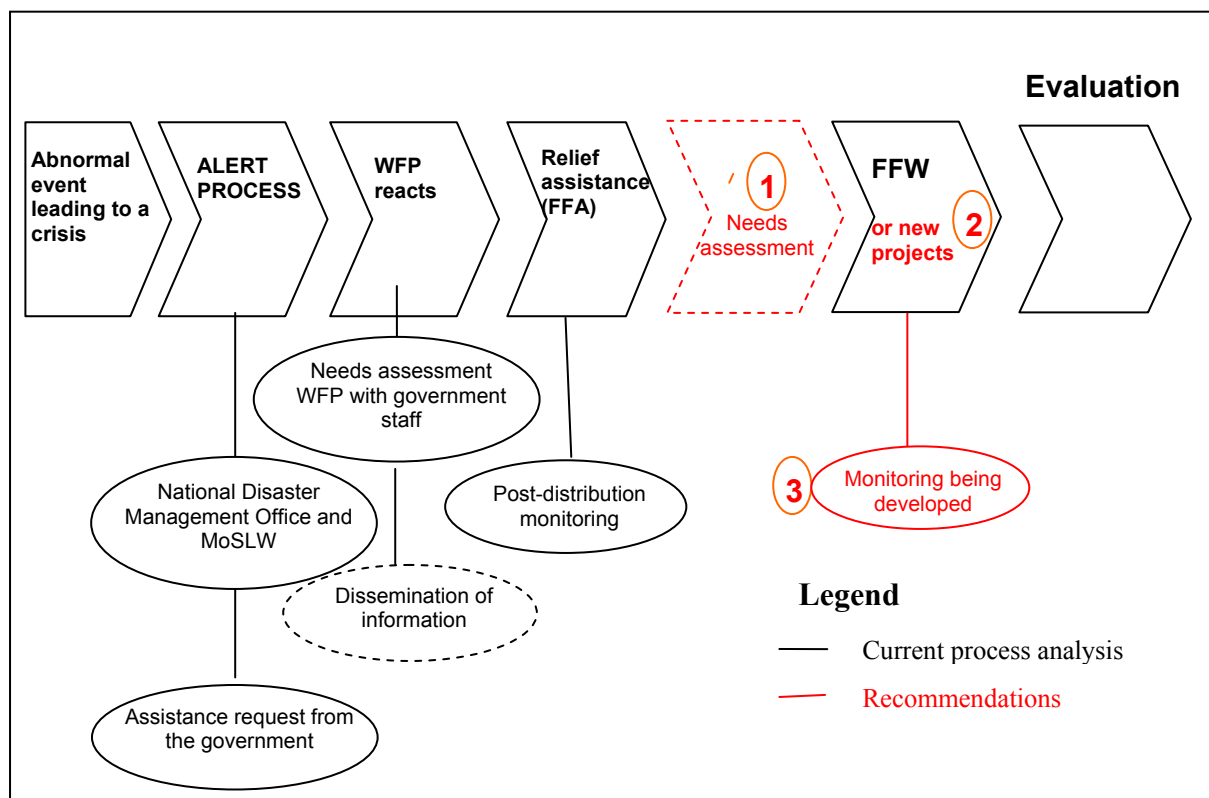 Evaluation
Abnormal
event
leading to a
crisis
ALERT
PROCESS
WFP
reacts
Relief
assistance
(FFA)
1
Needs
assessment
FFW
or new
projects
2
Needs assessment
WFP with government
staff
National Disaster
Management Office and
MoSLW
Post-distribution
monitoring
3
Monitoring being
developed
Dissemination of
information
Assistance request from
the government
Legend
Current process analysis
Recommendations